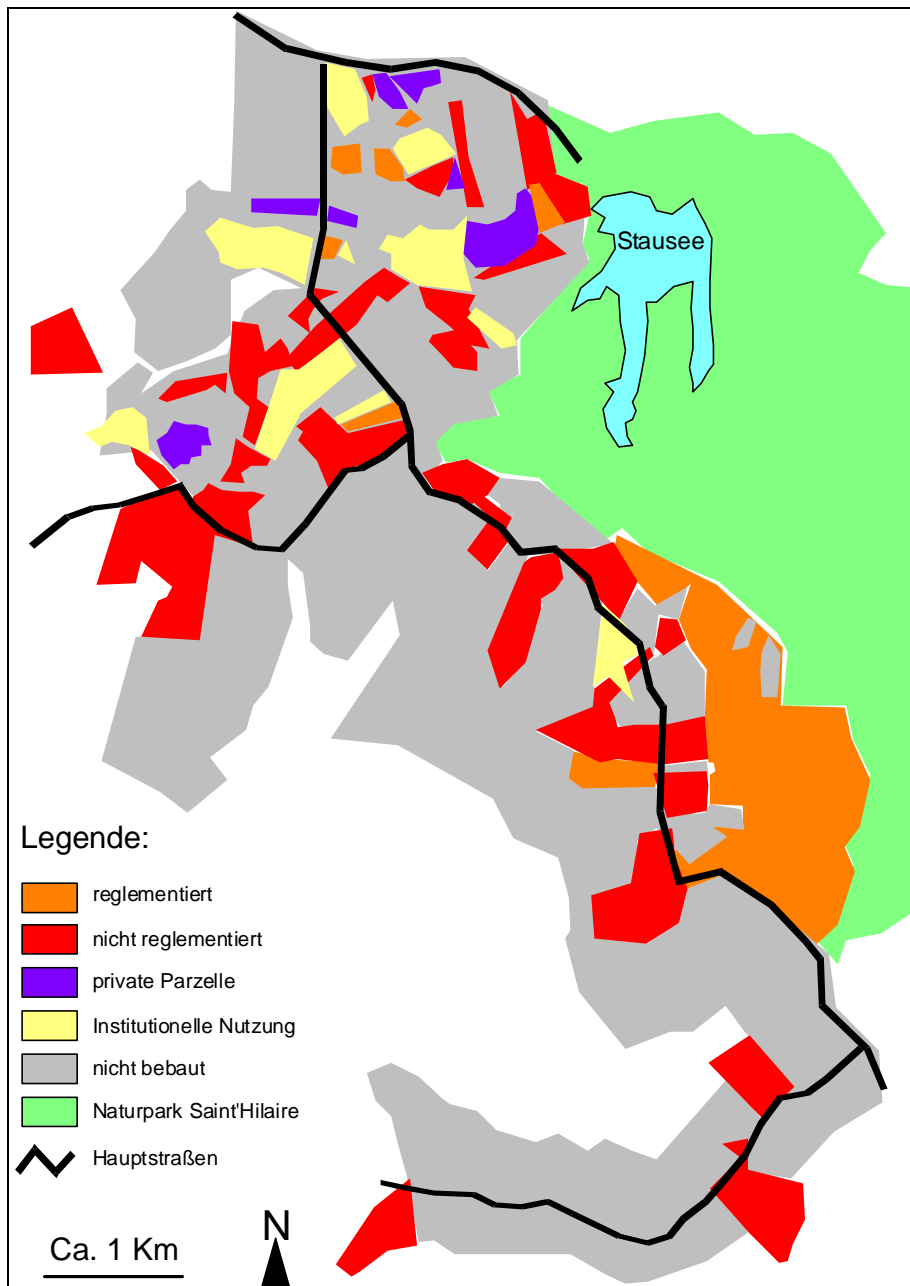 Stausee
Legende:
reglementiert
nicht reglementiert
private Parzelle
Institutionelle Nutzung
nicht bebaut
Naturpark Saint'Hilaire
Hauptstraßen
Ca. 1 Km
N